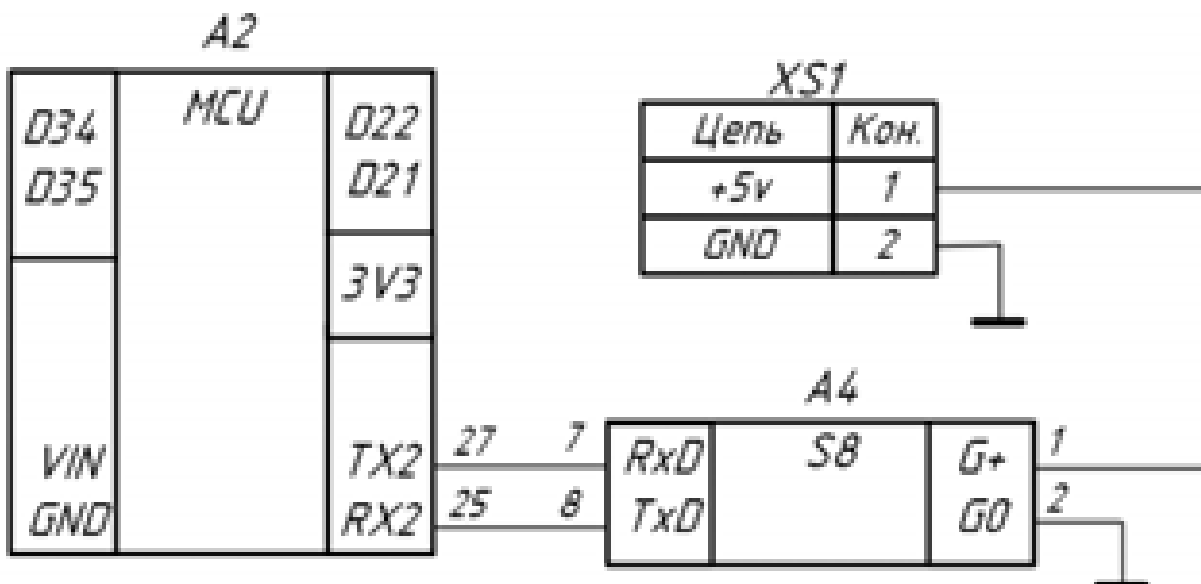 A2
MCU
D34
D35
VIN
GND
D22
D21
3V3
TX2
RX2
27
25
XS1
Цепь Кон.
+5v 1
GND 2
A4
S8
7
8
RxD
TxD
G+
G0
1
2